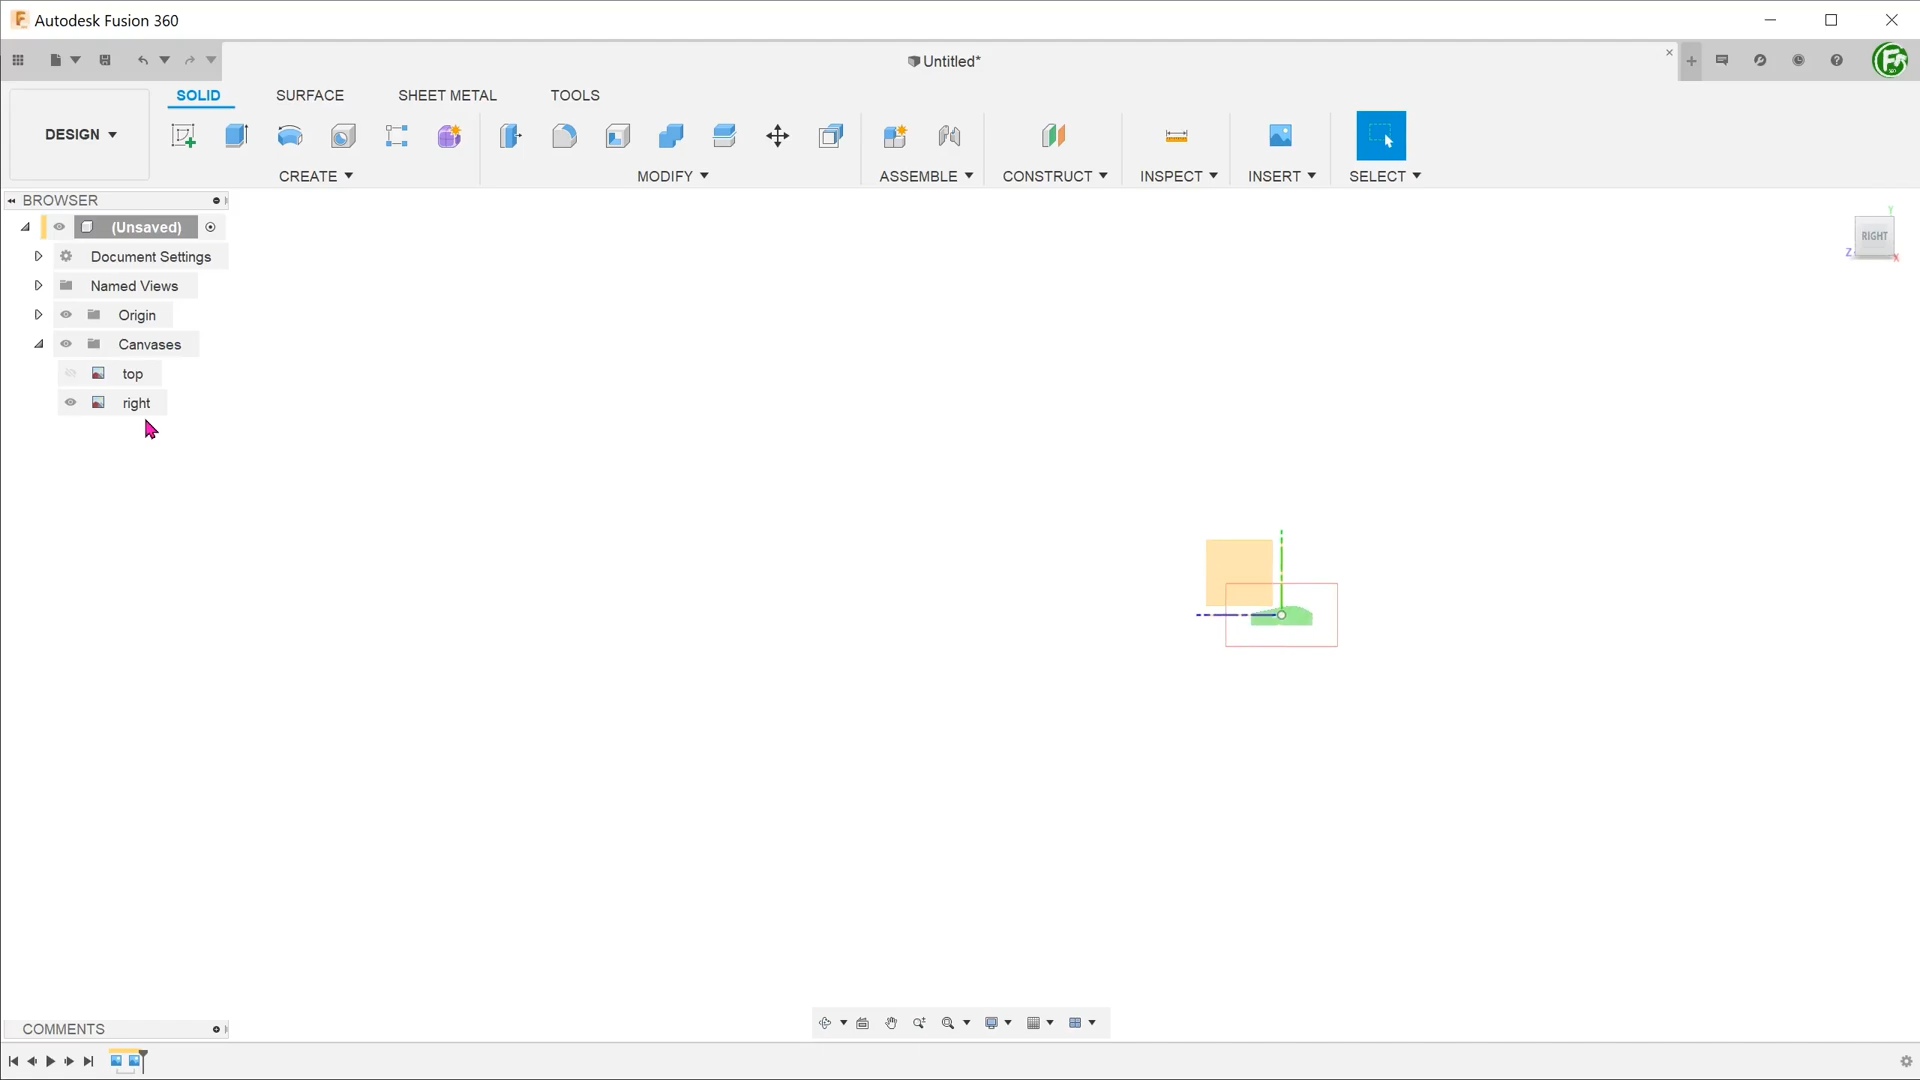 Autodesk Fusion 360
Untitled*
SOLID SURFACE SHEET METAL TOOLS
DESIGN
CREATE MODIFY ASSEMBLE CONSTRUCT INSPECT INSERT SELECT
BROWSER
(Unsaved)
Document Settings
Named Views
Origin
Canvases
top
right
Y
RIGHT
Z
X
COMMENTS